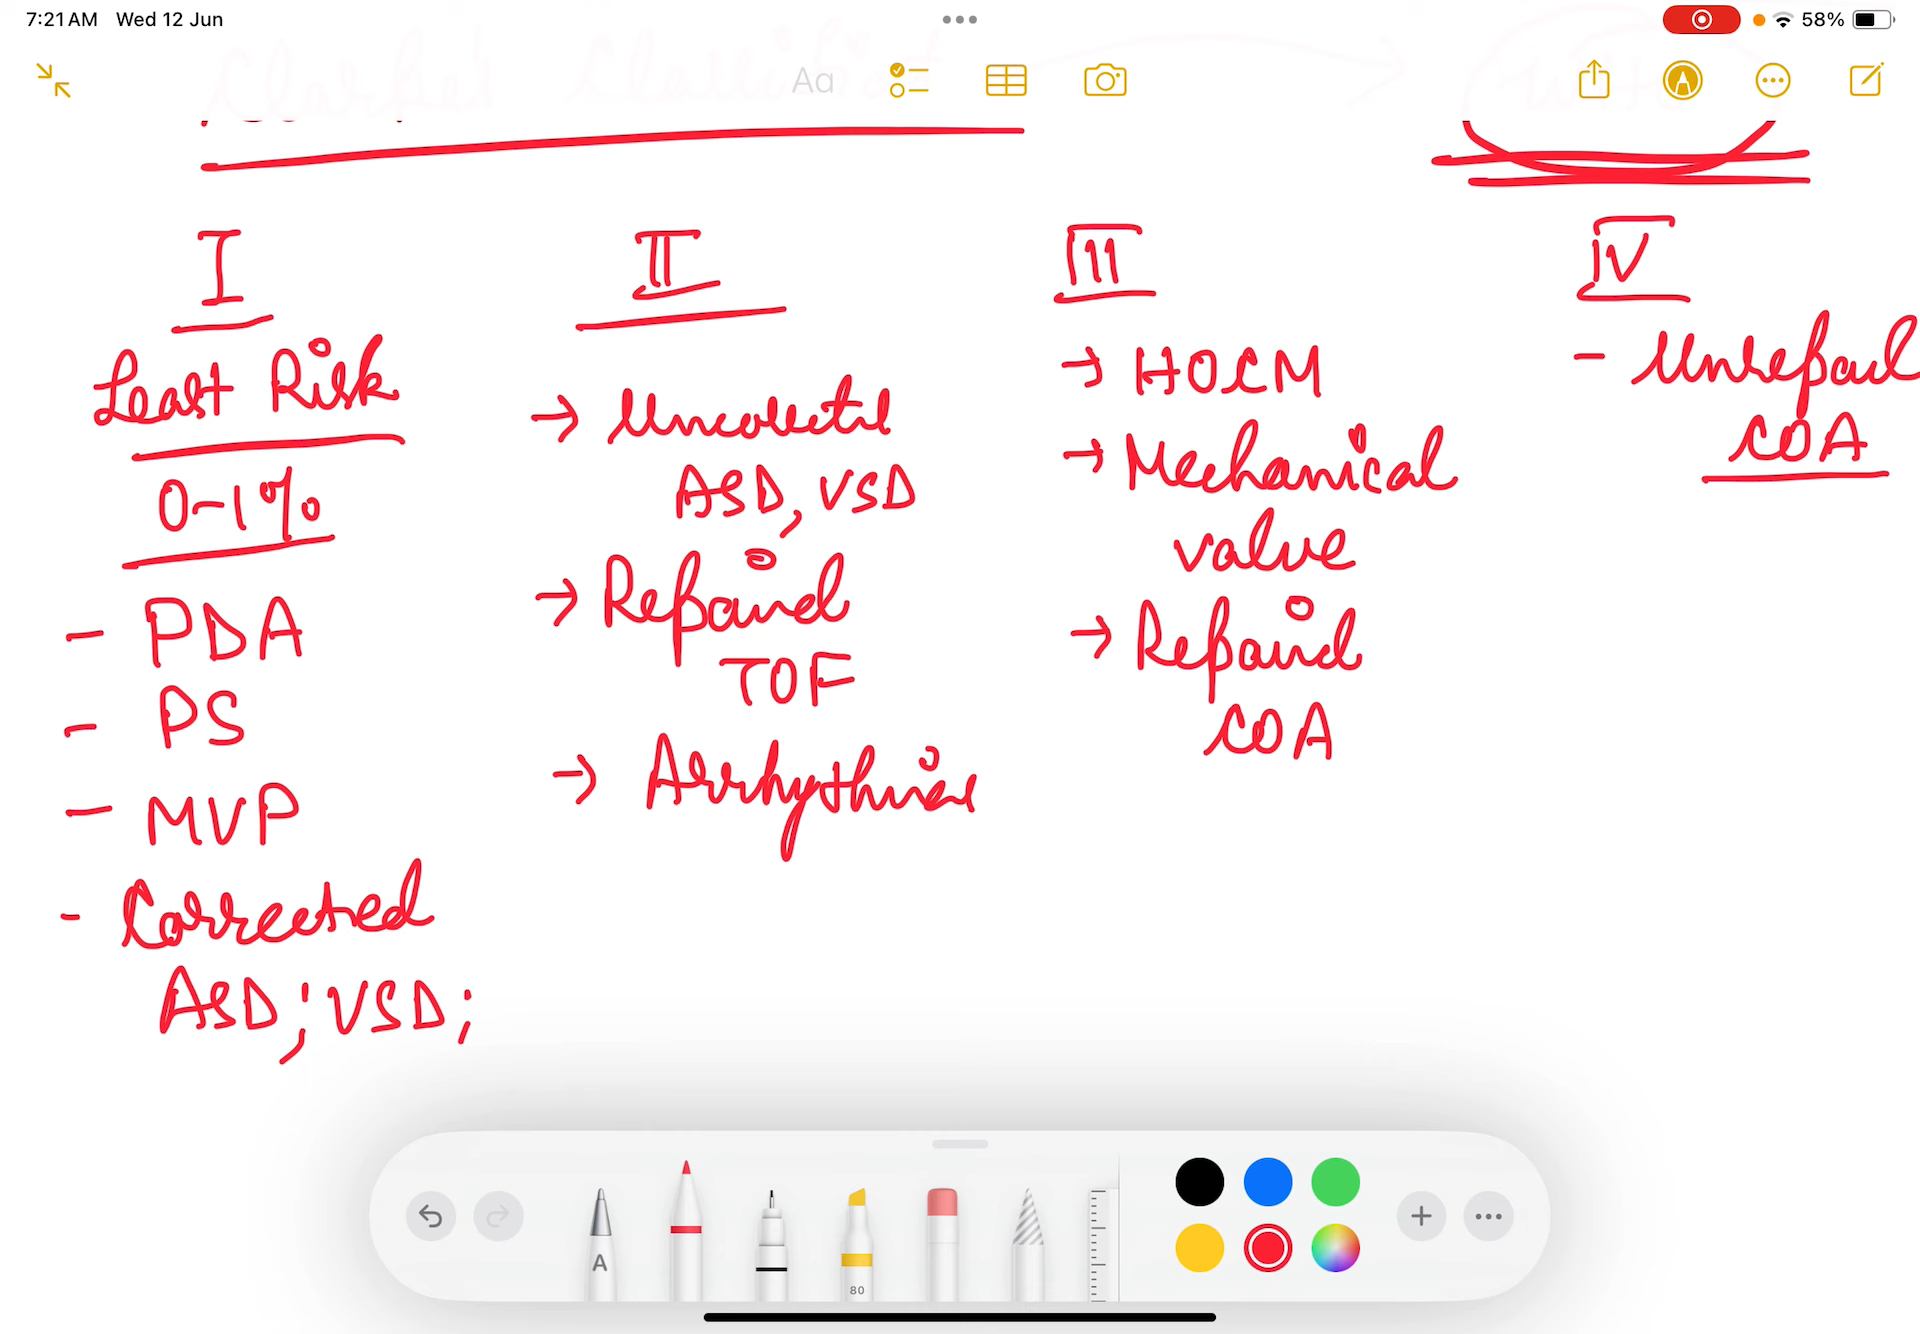 7:21 AM Wed 12 Jun
58%
Aa
I
II
III
IV
Least Risk
0-1%
- PDA
- PS
- MVP
- Corrected
ASD; VSD;
→ Uncorrected
ASD, VSD
→ Repaired
TOF
→ Arrhythmias
→ HOCM
→ Mechanical
valve
→ Repaired
COA
- Unrepaired
COA
A
80